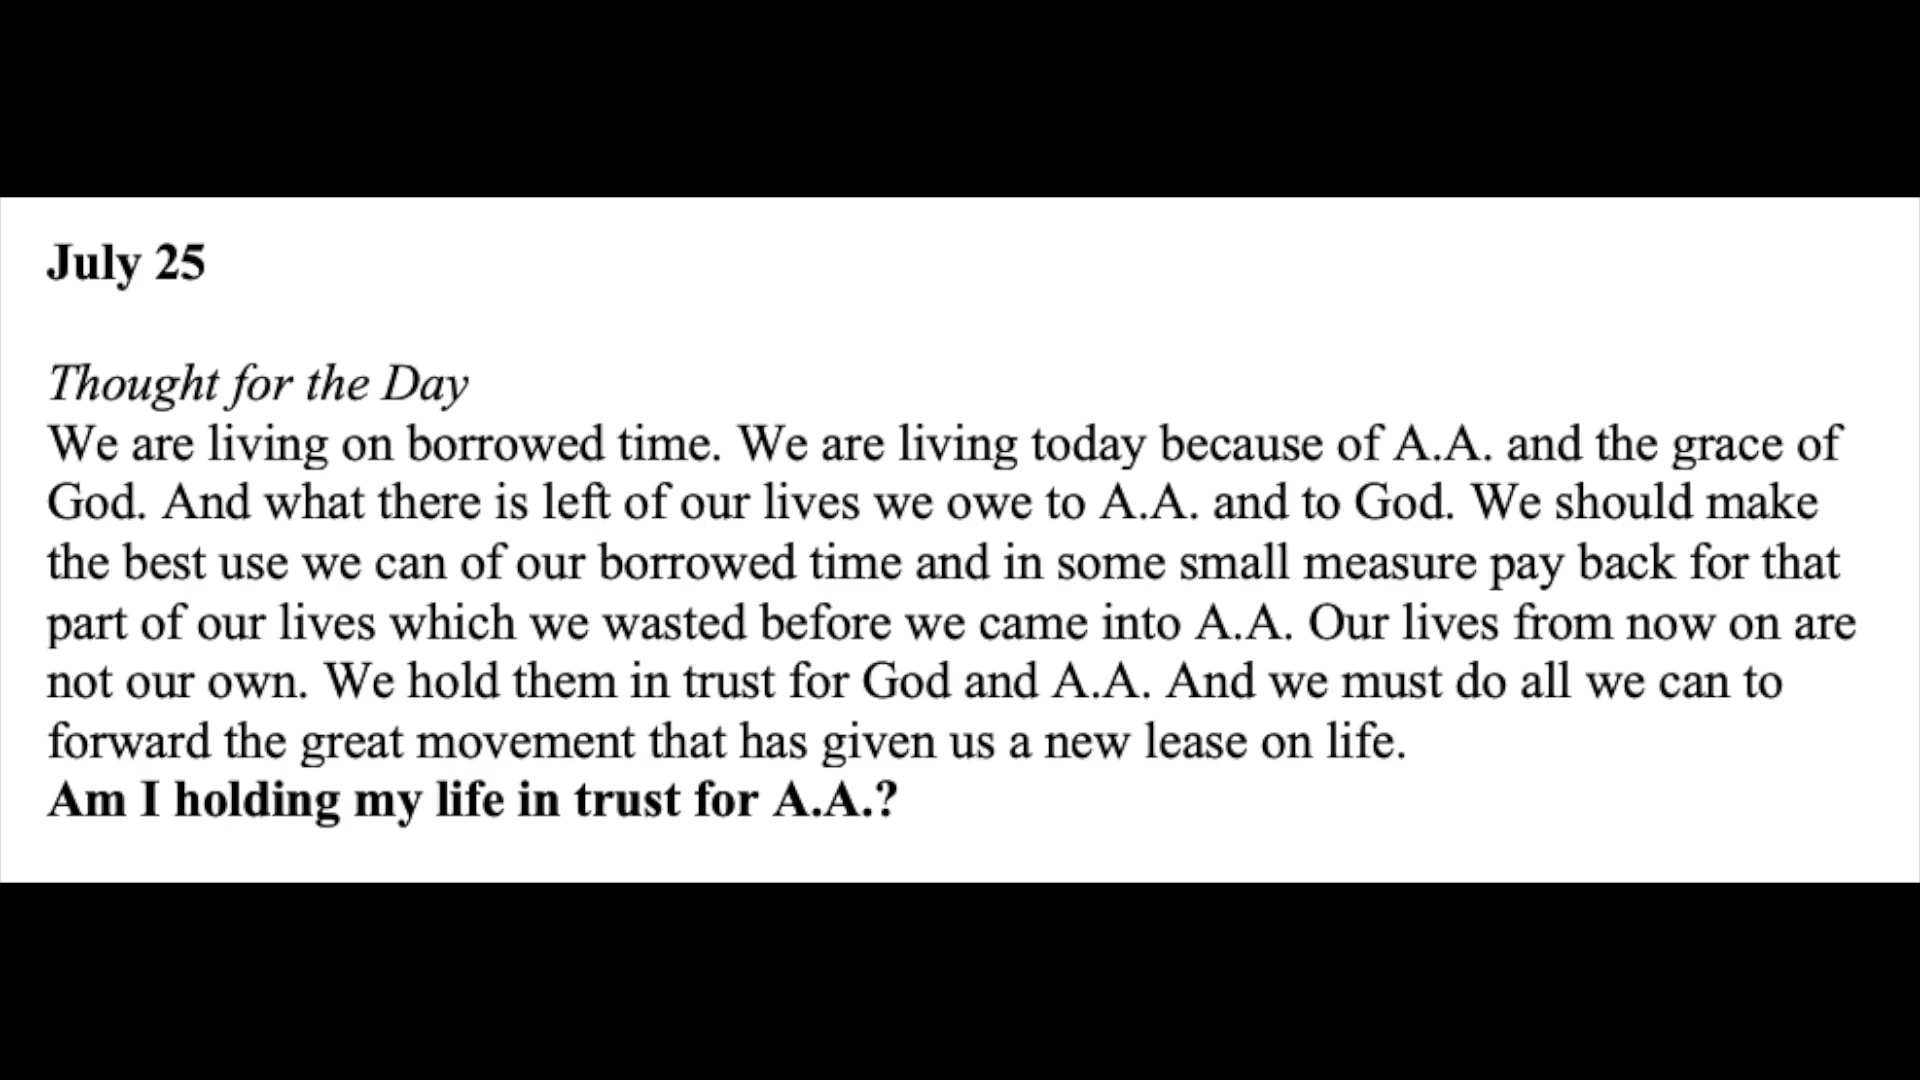 July 25
Thought for the Day
We are living on borrowed time. We are living today because of A.A. and the grace of
God. And what there is left of our lives we owe to A.A. and to God. We should make
the best use we can of our borrowed time and in some small measure pay back for that
part of our lives which we wasted before we came into A.A. Our lives from now on are
not our own. We hold them in trust for God and A.A. And we must do all we can to
forward the great movement that has given us a new lease on life.
Am I holding my life in trust for A.A.?